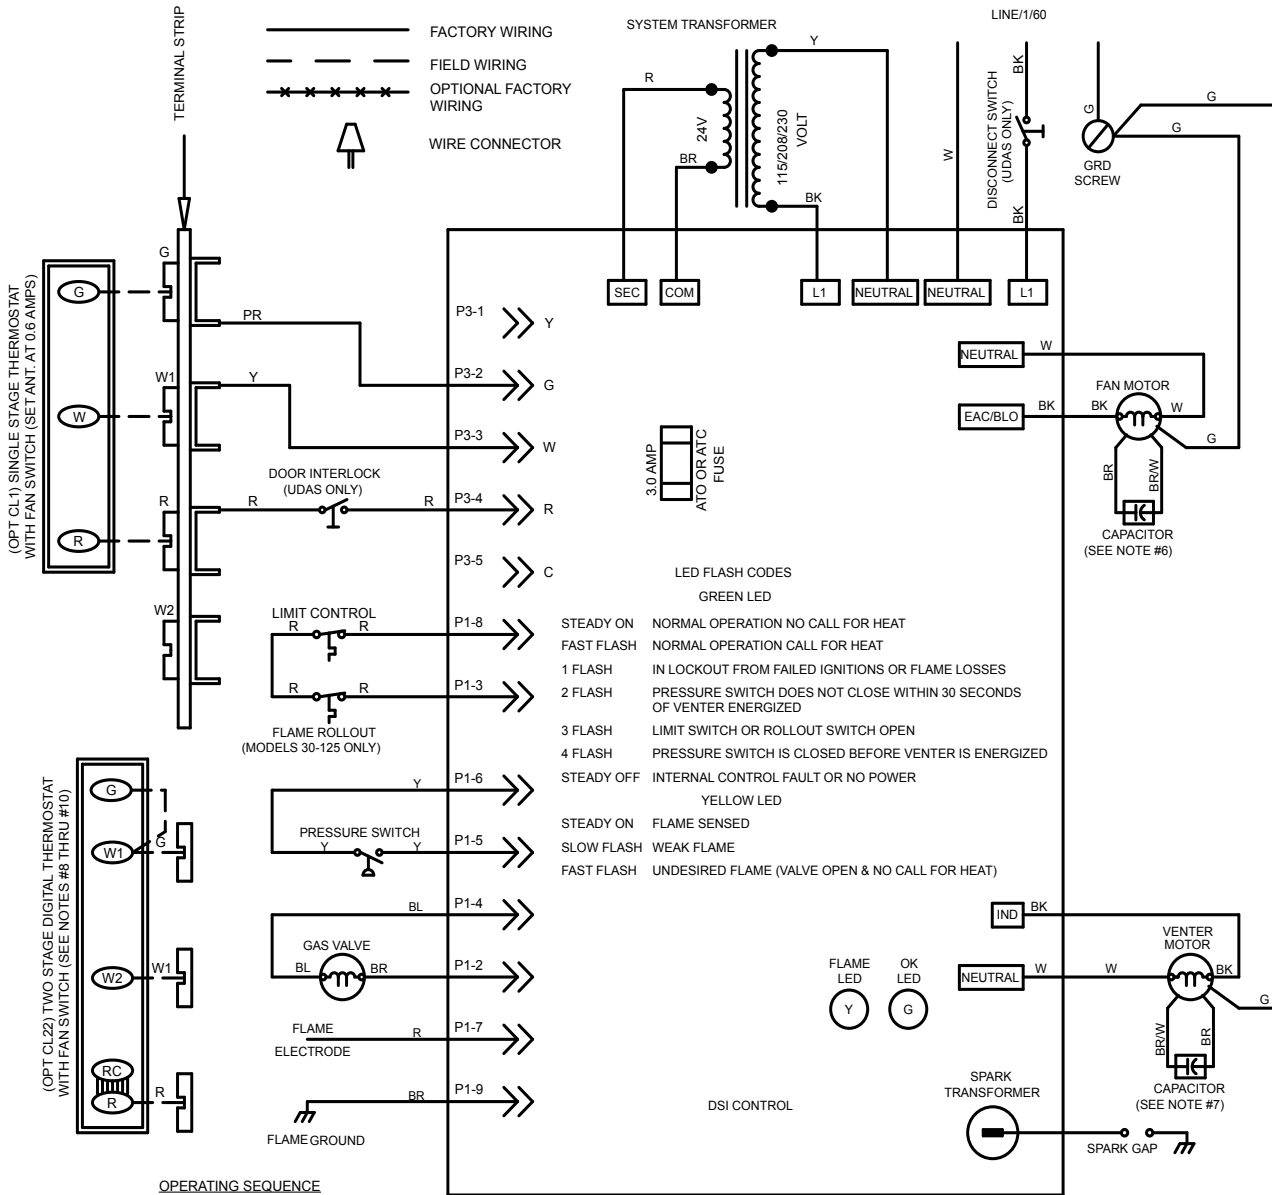 TERMINAL STRIP
FACTORY WIRING
FIELD WIRING
OPTIONAL FACTORY
WIRING
WIRE CONNECTOR
SYSTEM TRANSFORMER
R
24V
BR
115/208/230
VOLT
Y
BK
LINE/1/60
W
BK
DISCONNECT SWITCH
(UDAS ONLY)
BK
G
G
G
GRD
SCREW
SEC
COM
L1
NEUTRAL
NEUTRAL
L1
(OPT CL1) SINGLE STAGE THERMOSTAT
WITH FAN SWITCH (SET ANT. AT 0.6 AMPS)
G
W
R
G
W1
R
W2
PR
Y
DOOR INTERLOCK
(UDAS ONLY)
R
R
P3-1
Y
P3-2
G
P3-3
W
P3-4
R
P3-5
C
3.0 AMP
ATO OR ATC
FUSE
NEUTRAL
W
FAN MOTOR
EAC/BLO
BK
BK
W
G
BR
BR/W
CAPACITOR
(SEE NOTE #6)
LIMIT CONTROL
R
R
P1-8
R
R
P1-3
FLAME ROLLOUT
(MODELS 30-125 ONLY)
LED FLASH CODES
GREEN LED
STEADY ON NORMAL OPERATION NO CALL FOR HEAT
FAST FLASH NORMAL OPERATION CALL FOR HEAT
1 FLASH IN LOCKOUT FROM FAILED IGNITIONS OR FLAME LOSSES
2 FLASH PRESSURE SWITCH DOES NOT CLOSE WITHIN 30 SECONDS
OF VENTER ENERGIZED
3 FLASH LIMIT SWITCH OR ROLLOUT SWITCH OPEN
4 FLASH PRESSURE SWITCH IS CLOSED BEFORE VENTER IS ENERGIZED
STEADY OFF INTERNAL CONTROL FAULT OR NO POWER
YELLOW LED
STEADY ON FLAME SENSED
SLOW FLASH WEAK FLAME
FAST FLASH UNDESIRED FLAME (VALVE OPEN & NO CALL FOR HEAT)
(OPT CL22) TWO STAGE DIGITAL THERMOSTAT
WITH FAN SWITCH (SEE NOTES #8 THRU #10)
G
W1
G
W2
W1
RC
R
R
Y
P1-6
PRESSURE SWITCH
Y
Y
P1-5
BL
P1-4
GAS VALVE
BL
BR
P1-2
FLAME
ELECTRODE
R
P1-7
BR
P1-9
FLAME GROUND
FLAME
LED
Y
OK
LED
G
IND
BK
VENTER
MOTOR
NEUTRAL
W
W
BK
G
BR/W
BR
CAPACITOR
(SEE NOTE #7)
DSI CONTROL
SPARK
TRANSFORMER
SPARK GAP
OPERATING SEQUENCE